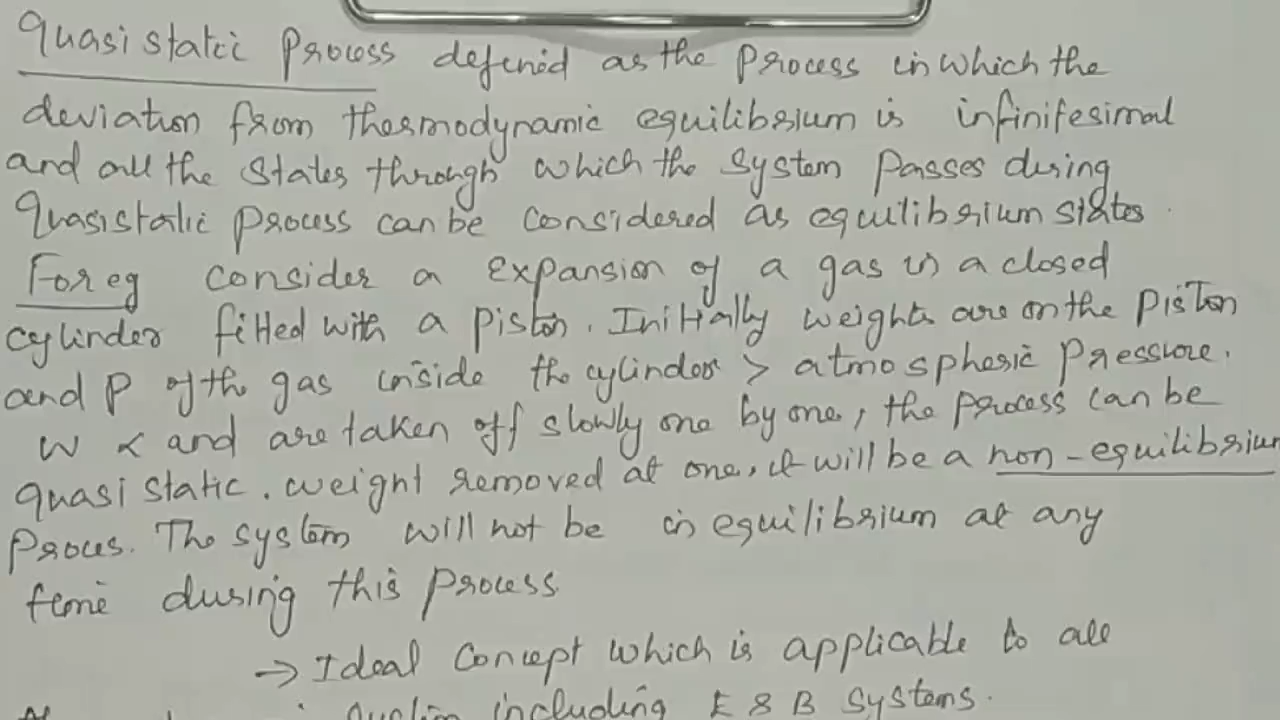 Quasistatic Process defined as the Process in which the
deviation from thermodynamic equilibrium is infinitesimal
and all the States through which the System Passes during
Quasistatic Process can be considered as equilibrium states.
For eg consider a expansion of a gas in a closed
cylinder fitted with a piston. Initially weights are on the Piston
and P of the gas inside the cylinder > atmospheric Pressure.
W α and are taken off slowly one by one, the process can be
quasi static. weight removed at one, it will be a non-equilibrium
Proces. The system will not be in equilibrium at any
time during this Process.
→ Ideal Concept which is applicable to all
including E & B Systems.